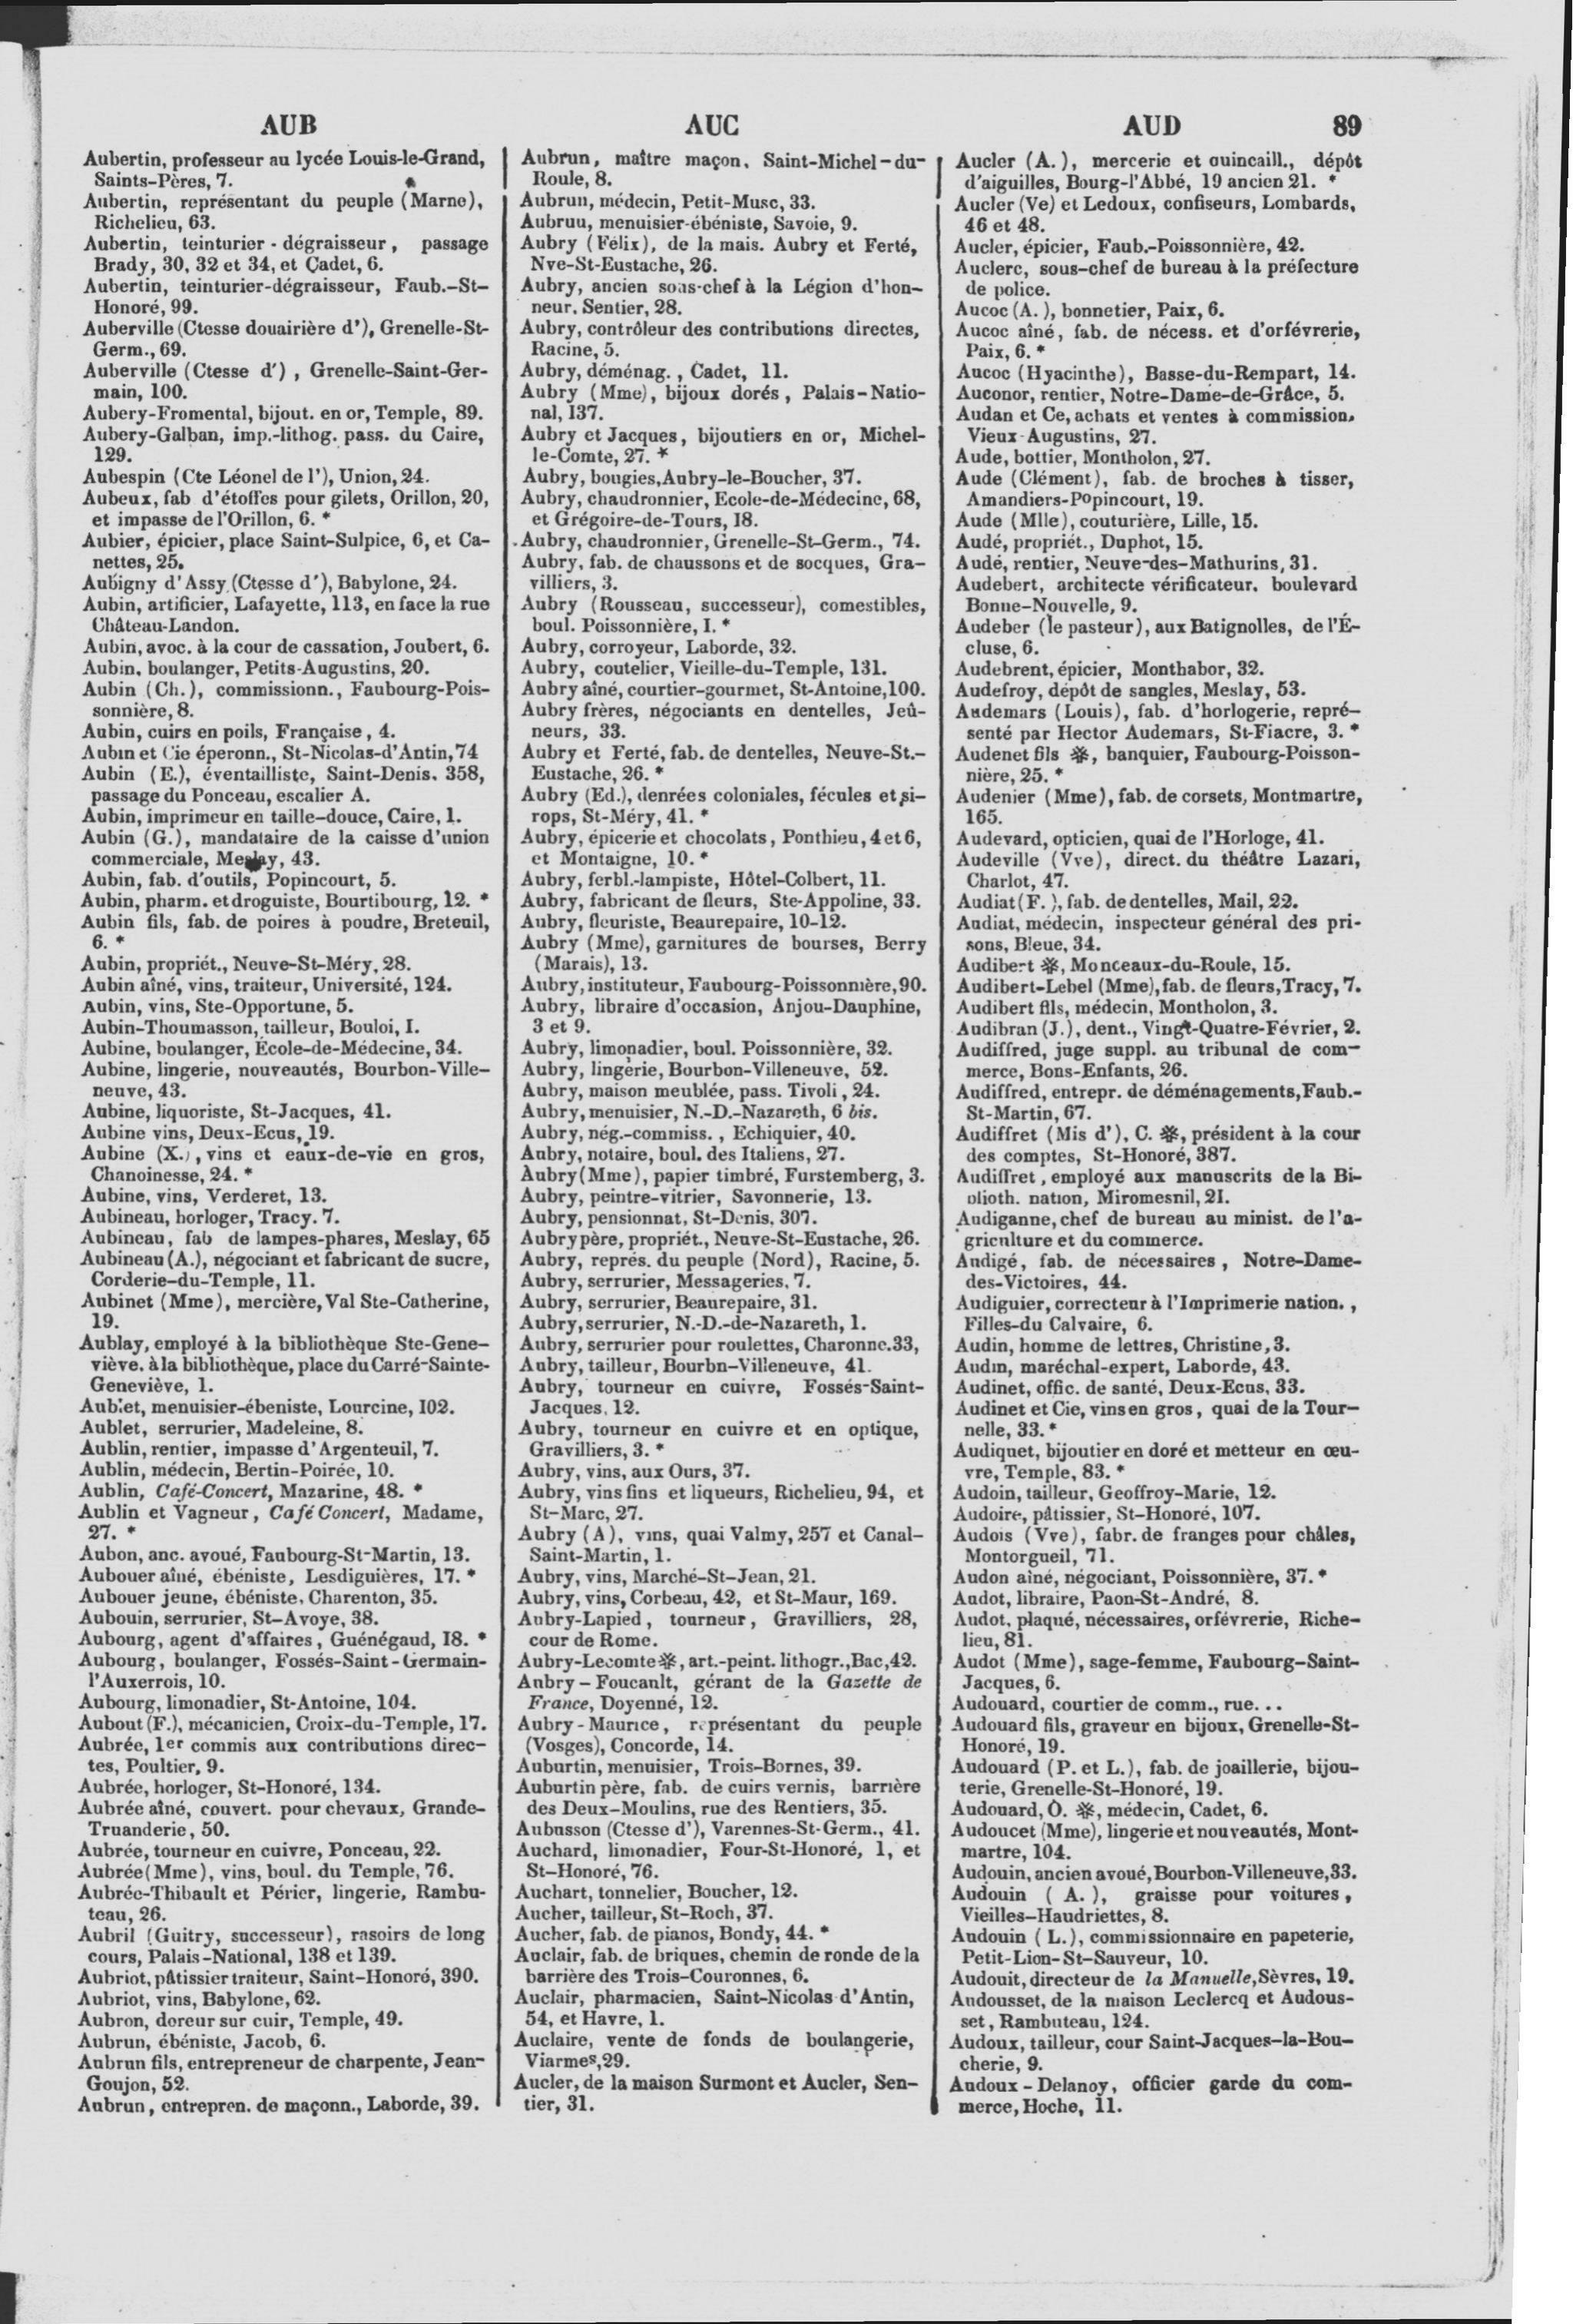 AUB
Aubertin, professeur au lycée Louis-le-Grand,
Saints-Pères, 7.
Aubertin, représentant du peuple (Marne),
Richelieu, 63.
Aubertin, teinturier - dégraisseur, passage
Brady, 30, 32 et 34, et Cadet, 6.
Aubertin, teinturier-dégraisseur, Faub.-St-
Honoré, 99.
Auberville (Ctesse douairière d'), Grenelle-St-
Germ., 69.
Auberville (Ctesse d'), Grenelle-Saint-Ger-
main, 100.
Aubery-Fromental, bijout. en or, Temple, 89.
Aubery-Galban, imp.-lithog. pass. du Caire,
129.
Aubespin (Cte Léonel de l'), Union, 24.
Aubeux, fab d'étoffes pour gilets, Orillon, 20,
et impasse de l'Orillon, 6. *
Aubier, épicier, place Saint-Sulpice, 6, et Ca-
nettes, 25.
Aubigny d'Assy (Ctesse d'), Babylone, 24.
Aubin, artificier, Lafayette, 113, en face la rue
Château-Landon.
Aubin, avoc. à la cour de cassation, Joubert, 6.
Aubin, boulanger, Petits-Augustins, 20.
Aubin (Ch.), commissionn., Faubourg-Pois-
sonnière, 8.
Aubin, cuirs en poils, Française, 4.
Aubin et Cie éperonn., St-Nicolas-d'Antin, 74
Aubin (E.), éventailliste, Saint-Denis. 358,
passage du Ponceau, escalier A.
Aubin, imprimeur en taille-douce, Caire, 1.
Aubin (G.), mandataire de la caisse d'union
commerciale, Meslay, 43.
Aubin, fab. d'outils, Popincourt, 5.
Aubin, pharm. et droguiste, Bourtibourg, 12. *
Aubin fils, fab. de poires à poudre, Breteuil,
6. *
Aubin, propriét., Neuve-St-Méry, 28.
Aubin aîné, vins, traiteur, Université, 124.
Aubin, vins, Ste-Opportune, 5.
Aubin-Thoumasson, tailleur, Bouloi, I.
Aubine, boulanger, École-de-Médecine, 34.
Aubine, lingerie, nouveautés, Bourbon-Ville-
neuve, 43.
Aubine, liquoriste, St-Jacques, 41.
Aubine vins, Deux-Ecus, 19.
Aubine (X.), vins et eaux-de-vie en gros,
Chanoinesse, 24. *
Aubine, vins, Verderet, 13.
Aubineau, horloger, Tracy. 7.
Aubineau, fab de lampes-phares, Meslay, 65
Aubineau (A.), négociant et fabricant de sucre,
Corderie-du-Temple, 11.
Aubinet (Mme), mercière, Val Ste-Catherine,
19.
Aublay, employé à la bibliothèque Ste-Gene-
viève. à la bibliothèque, place du Carré-Sainte-
Geneviève, 1.
Aublet, menuisier-ébeniste, Lourcine, I02.
Aublet, serrurier, Madeleine, 8.
Aublin, rentier, impasse d'Argenteuil, 7.
Aublin, médecin, Bertin-Poirée, 10.
Aublin, Café-Concert, Mazarine, 48. *
Aublin et Vagneur, Café Concert, Madame,
27. *
Aubon, anc. avoué, Faubourg-St-Martin, 13.
Aubouer aîné, ébéniste, Lesdiguières, 17. *
Aubouer jeune, ébéniste, Charenton, 35.
Aubouin, serrurier, St-Avoye, 38.
Aubourg, agent d'affaires, Guénégaud, I8. *
Aubourg, boulanger, Fossés-Saint-Germain-
l'Auxerrois, 10.
Aubourg, limonadier, St-Antoine, 104.
Aubout (F.), mécanicien, Croix-du-Temple, 17.
Aubrée, 1er commis aux contributions direc-
tes, Poultier, 9.
Aubrée, horloger, St-Honoré, 134.
Aubrée aîné, couvert. pour chevaux, Grande-
Truanderie, 50.
Aubrée, tourneur en cuivre, Ponceau, 22.
Aubrée (Mme), vins, boul. du Temple, 76.
Aubrée-Thibault et Périer, lingerie, Rambu-
teau, 26.
Aubril (Guitry, successeur), rasoirs de long
cours, Palais-National, 138 et 139.
Aubriot, pâtissier traiteur, Saint-Honoré, 390.
Aubriot, vins, Babylone, 62.
Aubron, doreur sur cuir, Temple, 49.
Aubrun, ébéniste, Jacob, 6.
Aubrun fils, entrepreneur de charpente, Jean-
Goujon, 52.
Aubrun, entrepren. de maçonn., Laborde, 39.
AUC
Aubrun, maître maçon, Saint-Michel-du-
Roule, 8.
Aubrun, médecin, Petit-Musc, 33.
Aubruu, menuisier-ébéniste, Savoie, 9.
Aubry (Félix), de la mais. Aubry et Ferté,
Nve-St-Eustache, 26.
Aubry, ancien sous-chef à la Légion d'hon-
neur, Sentier, 28.
Aubry, contrôleur des contributions directes,
Racine, 5.
Aubry, déménag., Cadet, 11.
Aubry (Mme), bijoux dorés, Palais-Natio-
nal, 137.
Aubry et Jacques, bijoutiers en or, Michel-
le-Comte, 27. *
Aubry, bougies, Aubry-le-Boucher, 37.
Aubry, chaudronnier, Ecole-de-Médecine, 68,
et Grégoire-de-Tours, I8.
Aubry, chaudronnier, Grenelle-St-Germ., 74.
Aubry, fab. de chaussons et de socques, Gra-
villiers, 3.
Aubry (Rousseau, successeur), comestibles,
boul. Poissonnière, I. *
Aubry, corroyeur, Laborde, 32.
Aubry, coutelier, Vieille-du-Temple, 131.
Aubry aîné, courtier-gourmet, St-Antoine, 100.
Aubry frères, négociants en dentelles, Jeû-
neurs, 33.
Aubry et Ferté, fab. de dentelles, Neuve-St.-
Eustache, 26. *
Aubry (Ed.), denrées coloniales, fécules et si-
rops, St-Méry, 41. *
Aubry, épicerie et chocolats, Ponthieu, 4 et 6,
et Montaigne, 10. *
Aubry, ferbl.-lampiste, Hôtel-Colbert, 11.
Aubry, fabricant de fleurs, Ste-Appoline, 33.
Aubry, fleuriste, Beaurepaire, 10-12.
Aubry (Mme), garnitures de bourses, Berry
(Marais), 13.
Aubry, instituteur, Faubourg-Poissonnière, 90.
Aubry, libraire d'occasion, Anjou-Dauphine,
3 et 9.
Aubry, limonadier, boul. Poissonnière, 32.
Aubry, lingèrie, Bourbon-Villeneuve, 52.
Aubry, maison meublée, pass. Tivoli, 24.
Aubry, menuisier, N.-D.-Nazareth, 6 bis.
Aubry, nég.-commiss., Echiquier, 40.
Aubry, notaire, boul. des Italiens, 27.
Aubry (Mme), papier timbré, Furstemberg, 3.
Aubry, peintre-vitrier, Savonnerie, 13.
Aubry, pensionnat, St-Denis, 307.
Aubry père, propriét., Neuve-St-Eustache, 26.
Aubry, représ. du peuple (Nord), Racine, 5.
Aubry, serrurier, Messageries, 7.
Aubry, serrurier, Beaurepaire, 31.
Aubry, serrurier, N.-D.-de-Nazareth, 1.
Aubry, serrurier pour roulettes, Charonne.33,
Aubry, tailleur, Bourbn-Villeneuve, 41.
Aubry, tourneur en cuivre, Fossés-Saint-
Jacques, 12.
Aubry, tourneur en cuivre et en optique,
Gravilliers, 3. *
Aubry, vins, aux Ours, 37.
Aubry, vins fins et liqueurs, Richelieu, 94, et
St-Marc, 27.
Aubry (A), vins, quai Valmy, 257 et Canal-
Saint-Martin, 1.
Aubry, vins, Marché-St-Jean, 21.
Aubry, vins, Corbeau, 42, et St-Maur, 169.
Aubry-Lapied, tourneur, Gravilliers, 28,
cour de Rome.
Aubry-Lecomte ※, art.-peint. lithogr., Bac, 42.
Aubry-Foucault, gérant de la Gazette de
France, Doyenné, 12.
Aubry-Maurice, représentant du peuple
(Vosges), Concorde, 14.
Auburtin, menuisier, Trois-Bornes, 39.
Auburtin père, fab. de cuirs vernis, barrière
des Deux-Moulins, rue des Rentiers, 35.
Aubusson (Ctesse d'), Varennes-St-Germ., 41.
Auchard, limonadier, Four-St-Honoré, 1, et
St-Honoré, 76.
Auchart, tonnelier, Boucher, 12.
Aucher, tailleur, St-Roch, 37.
Aucher, fab. de pianos, Bondy, 44. *
Auclair, fab. de briques, chemin de ronde de la
barrière des Trois-Couronnes, 6.
Auclair, pharmacien, Saint-Nicolas d'Antin,
54, et Havre, 1.
Auclaire, vente de fonds de boulangerie,
Viarmes, 29.
Aucler, de la maison Surmont et Aucler, Sen-
tier, 31.
AUD 89
Aucler (A.), mercerie et quincaill., dépôt
d'aiguilles, Bourg-l'Abbé, 19 ancien 21. *
Aucler (Ve) et Ledoux, confiseurs, Lombards,
46 et 48.
Aucler, épicier, Faub.-Poissonnière, 42.
Auclerc, sous-chef de bureau à la préfecture
de police.
Aucoc (A.), bonnetier, Paix, 6.
Aucoc aîné, fab. de nécess. et d'orfévrerie,
Paix, 6. *
Aucoc (Hyacinthe), Basse-du-Rempart, 14.
Auconor, rentier, Notre-Dame-de-Grâce, 5.
Audan et Ce, achats et ventes à commission,
Vieux-Augustins, 27.
Aude, bottier, Montholon, 27.
Aude (Clément), fab. de broches à tisser,
Amandiers-Popincourt, 19.
Aude (Mlle), couturière, Lille, 15.
Audé, propriét., Duphot, 15.
Audé, rentier, Neuve-des-Mathurins, 31.
Audebert, architecte vérificateur, boulevard
Bonne-Nouvelle, 9.
Audeber (le pasteur), aux Batignolles, de l'É-
cluse, 6.
Audebrent, épicier, Monthabor, 32.
Audefroy, dépôt de sangles, Meslay, 53.
Audemars (Louis), fab. d'horlogerie, repré-
senté par Hector Audemars, St-Fiacre, 3. *
Audenet fils ※, banquier, Faubourg-Poisson-
nière, 25. *
Audenier (Mme), fab. de corsets, Montmartre,
165.
Audevard, opticien, quai de l'Horloge, 41.
Audeville (Vve), direct. du théâtre Lazari,
Charlot, 47.
Audiat (F.), fab. de dentelles, Mail, 22.
Audiat, médecin, inspecteur général des pri-
sons, Bleue, 34.
Audibert ※, Monceaux-du-Roule, 15.
Audibert-Lebel (Mme), fab. de fleurs, Tracy, 7.
Audibert fils, médecin, Montholon, 3.
Audibran (J.), dent., Vingt-Quatre-Février, 2.
Audiffred, juge suppl. au tribunal de com-
merce, Bons-Enfants, 26.
Audiffred, entrepr. de déménagements, Faub.-
St-Martin, 67.
Audiffret (Mis d'), C. ※, président à la cour
des comptes, St-Honoré, 387.
Audiffret, employé aux manuscrits de la Bi-
blioth. nation, Miromesnil, 2I.
Audiganne, chef de bureau au minist. de l'a-
griculture et du commerce.
Audigé, fab. de nécessaires, Notre-Dame-
des-Victoires, 44.
Audiguier, correcteur à l'Imprimerie nation.,
Filles-du Calvaire, 6.
Audin, homme de lettres, Christine, 3.
Audin, maréchal-expert, Laborde, 43.
Audinet, offic. de santé, Deux-Ecus, 33.
Audinet et Cie, vins en gros, quai de la Tour-
nelle, 33. *
Audiquet, bijoutier en doré et metteur en œu-
vre, Temple, 83. *
Audoin, tailleur, Geoffroy-Marie, 12.
Audoire, pâtissier, St-Honoré, 107.
Audois (Vve), fabr. de franges pour châles,
Montorgueil, 71.
Audon aîné, négociant, Poissonnière, 37. *
Audot, libraire, Paon-St-André, 8.
Audot, plaqué, nécessaires, orfévrerie, Riche-
lieu, 81.
Audot (Mme), sage-femme, Faubourg-Saint-
Jacques, 6.
Audouard, courtier de comm., rue...
Audouard fils, graveur en bijoux, Grenelle-St-
Honoré, 19.
Audouard (P. et L.), fab. de joaillerie, bijou-
terie, Grenelle-St-Honoré, 19.
Audouard, O. ※, médecin, Cadet, 6.
Audoucet (Mme), lingerie et nouveautés, Mont-
martre, 104.
Audouin, ancien avoué, Bourbon-Villeneuve, 33.
Audouin (A.), graisse pour voitures,
Vieilles-Haudriettes, 8.
Audouin (L.), commissionnaire en papeterie,
Petit-Lion-St-Sauveur, 10.
Audouit, directeur de la Manuelle, Sèvres, 19.
Audousset, de la maison Leclercq et Audous-
set, Rambuteau, 124.
Audoux, tailleur, cour Saint-Jacques-la-Bou-
cherie, 9.
Audoux-Delanoy, officier garde du com-
merce, Hoche, 11.